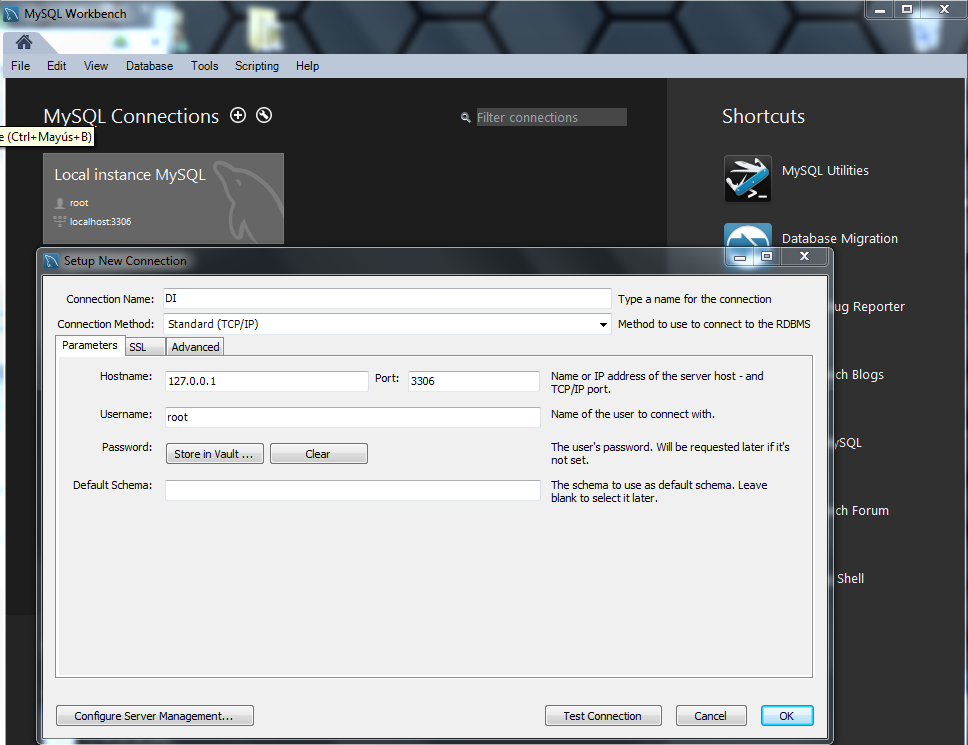 MySQL Workbench
File Edit View Database Tools Scripting Help
MySQL Connections
Filter connections
Shortcuts
e (Ctrl+Mayús+B)
Local instance MySQL
root
localhost:3306
MySQL Utilities
Database Migration
ug Reporter
ch Blogs
ySQL
ch Forum
Shell
Setup New Connection
Connection Name: DI Type a name for the connection
Connection Method: Standard (TCP/IP) Method to use to connect to the RDBMS
Parameters SSL Advanced
Hostname: 127.0.0.1 Port: 3306 Name or IP address of the server host - and
TCP/IP port.
Username: root Name of the user to connect with.
Password: Store in Vault ... Clear The user's password. Will be requested later if it's
not set.
Default Schema: The schema to use as default schema. Leave
blank to select it later.
Configure Server Management... Test Connection Cancel OK